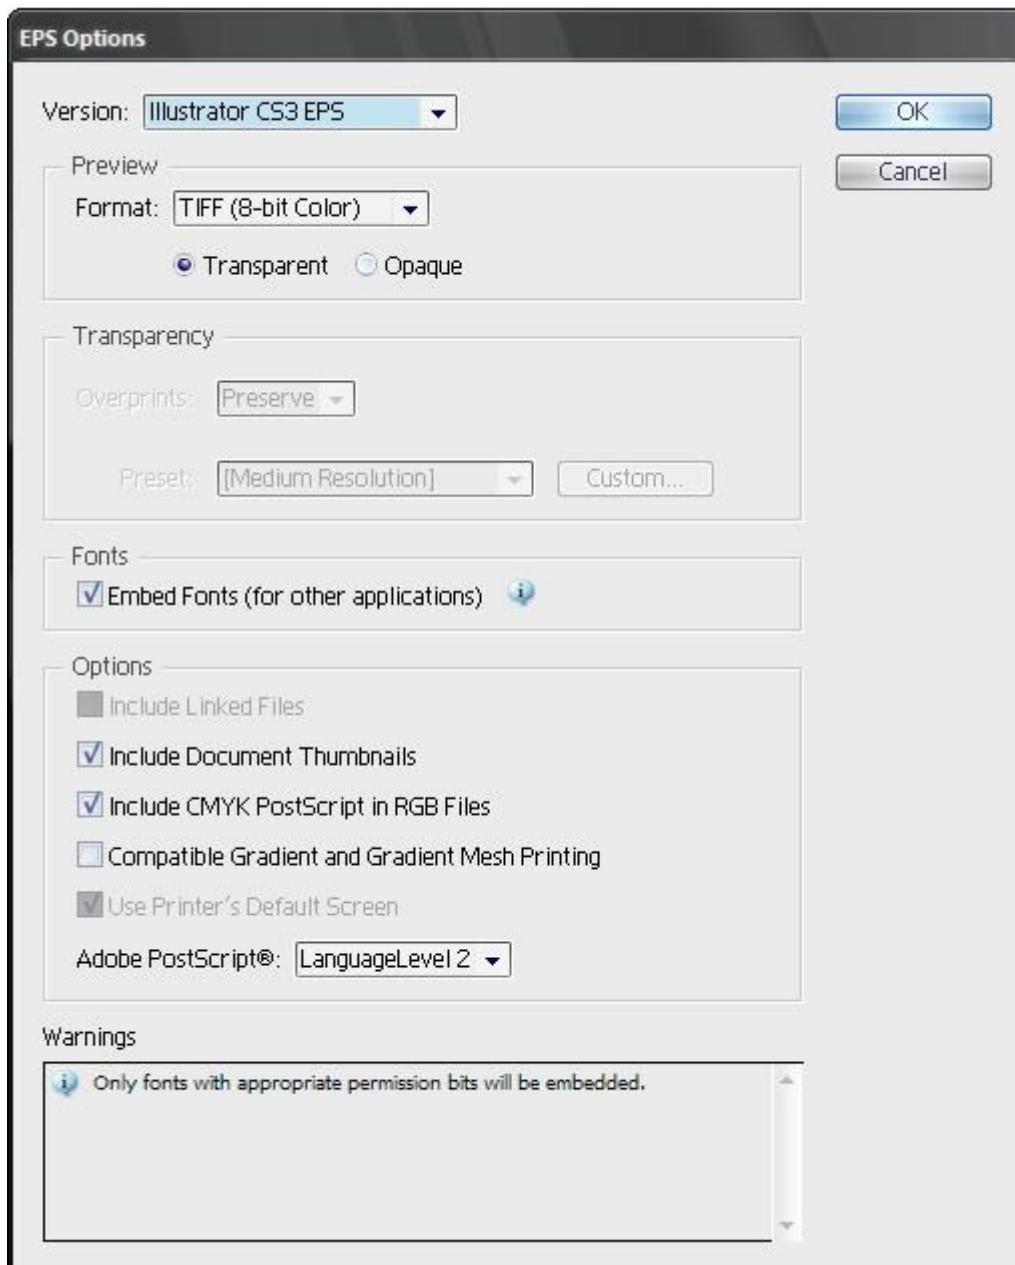 EPS Options
Version: Illustrator CS3 EPS
OK
Cancel
Preview
Format: TIFF (8-bit Color)
Transparent Opaque
Transparency
Overprints: Preserve
Preset: [Medium Resolution] Custom...
Fonts
Embed Fonts (for other applications)
Options
Include Linked Files
Include Document Thumbnails
Include CMYK PostScript in RGB Files
Compatible Gradient and Gradient Mesh Printing
Use Printer's Default Screen
Adobe PostScript®: LanguageLevel 2
Warnings
Only fonts with appropriate permission bits will be embedded.